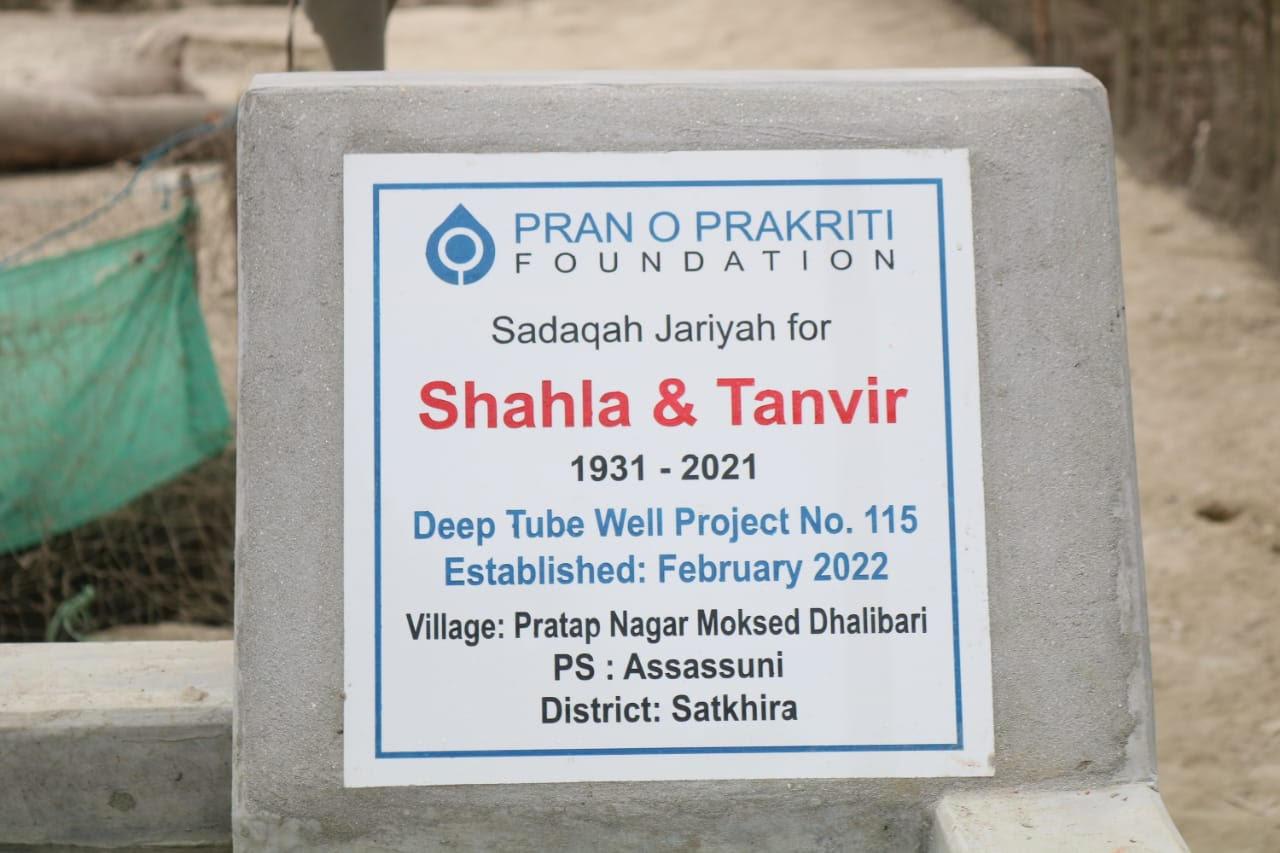 PRAN O PRAKRITI
FOUNDATION
Sadaqah Jariyah for
Shahla & Tanvir
1931 - 2021
Deep Tube Well Project No. 115
Established: February 2022
Village: Pratap Nagar Moksed Dhalibari
PS : Assassuni
District: Satkhira